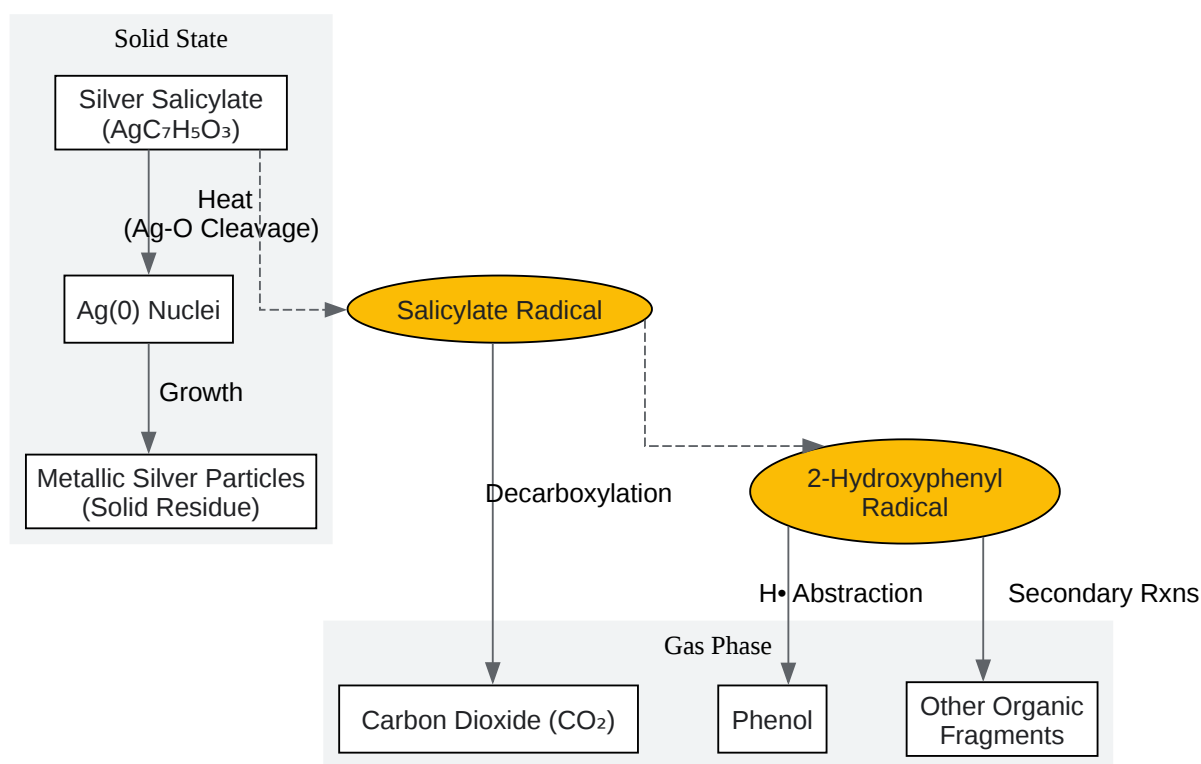 Solid State
Silver Salicylate
(AgC₇H₅O₃)
Heat
(Ag-O Cleavage)
Ag(0) Nuclei
Salicylate Radical
Growth
Metallic Silver Particles
(Solid Residue)
Decarboxylation
2-Hydroxyphenyl
Radical
H• Abstraction
Secondary Rxns
Gas Phase
Carbon Dioxide (CO₂)
Phenol
Other Organic
Fragments